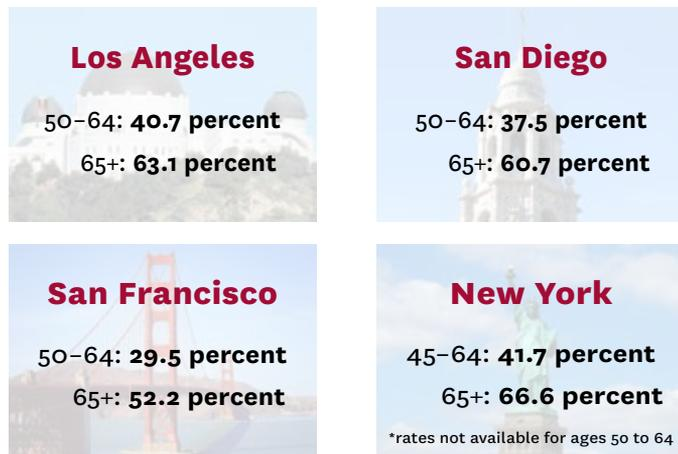 Los Angeles
50–64: 40.7 percent
65+: 63.1 percent
San Diego
50–64: 37.5 percent
65+: 60.7 percent
San Francisco
50–64: 29.5 percent
65+: 52.2 percent
New York
45–64: 41.7 percent
65+: 66.6 percent
*rates not available for ages 50 to 64